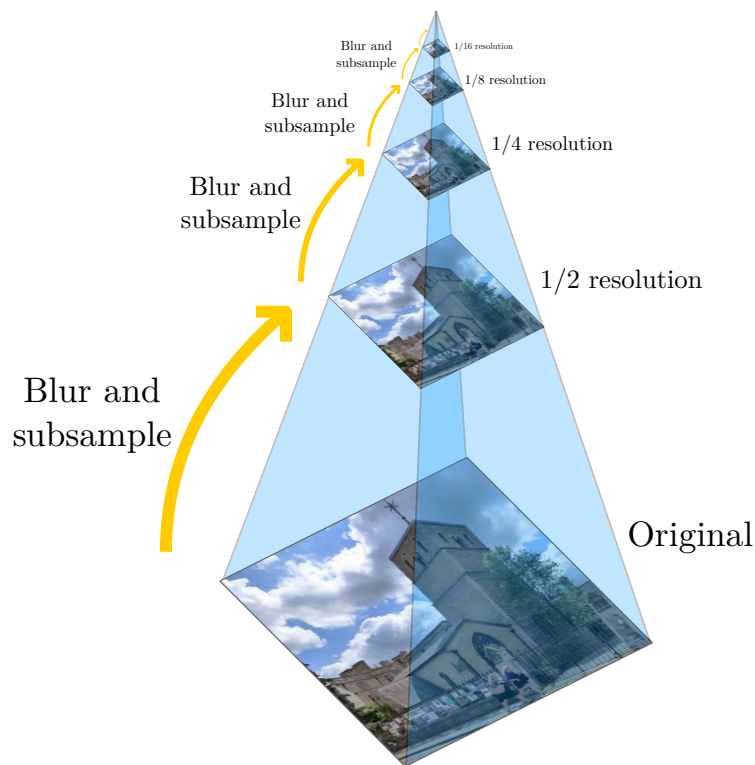 Blur and
subsample
1/16 resolution
1/8 resolution
Blur and
subsample
1/4 resolution
Blur and
subsample
1/2 resolution
Blur and
subsample
Original